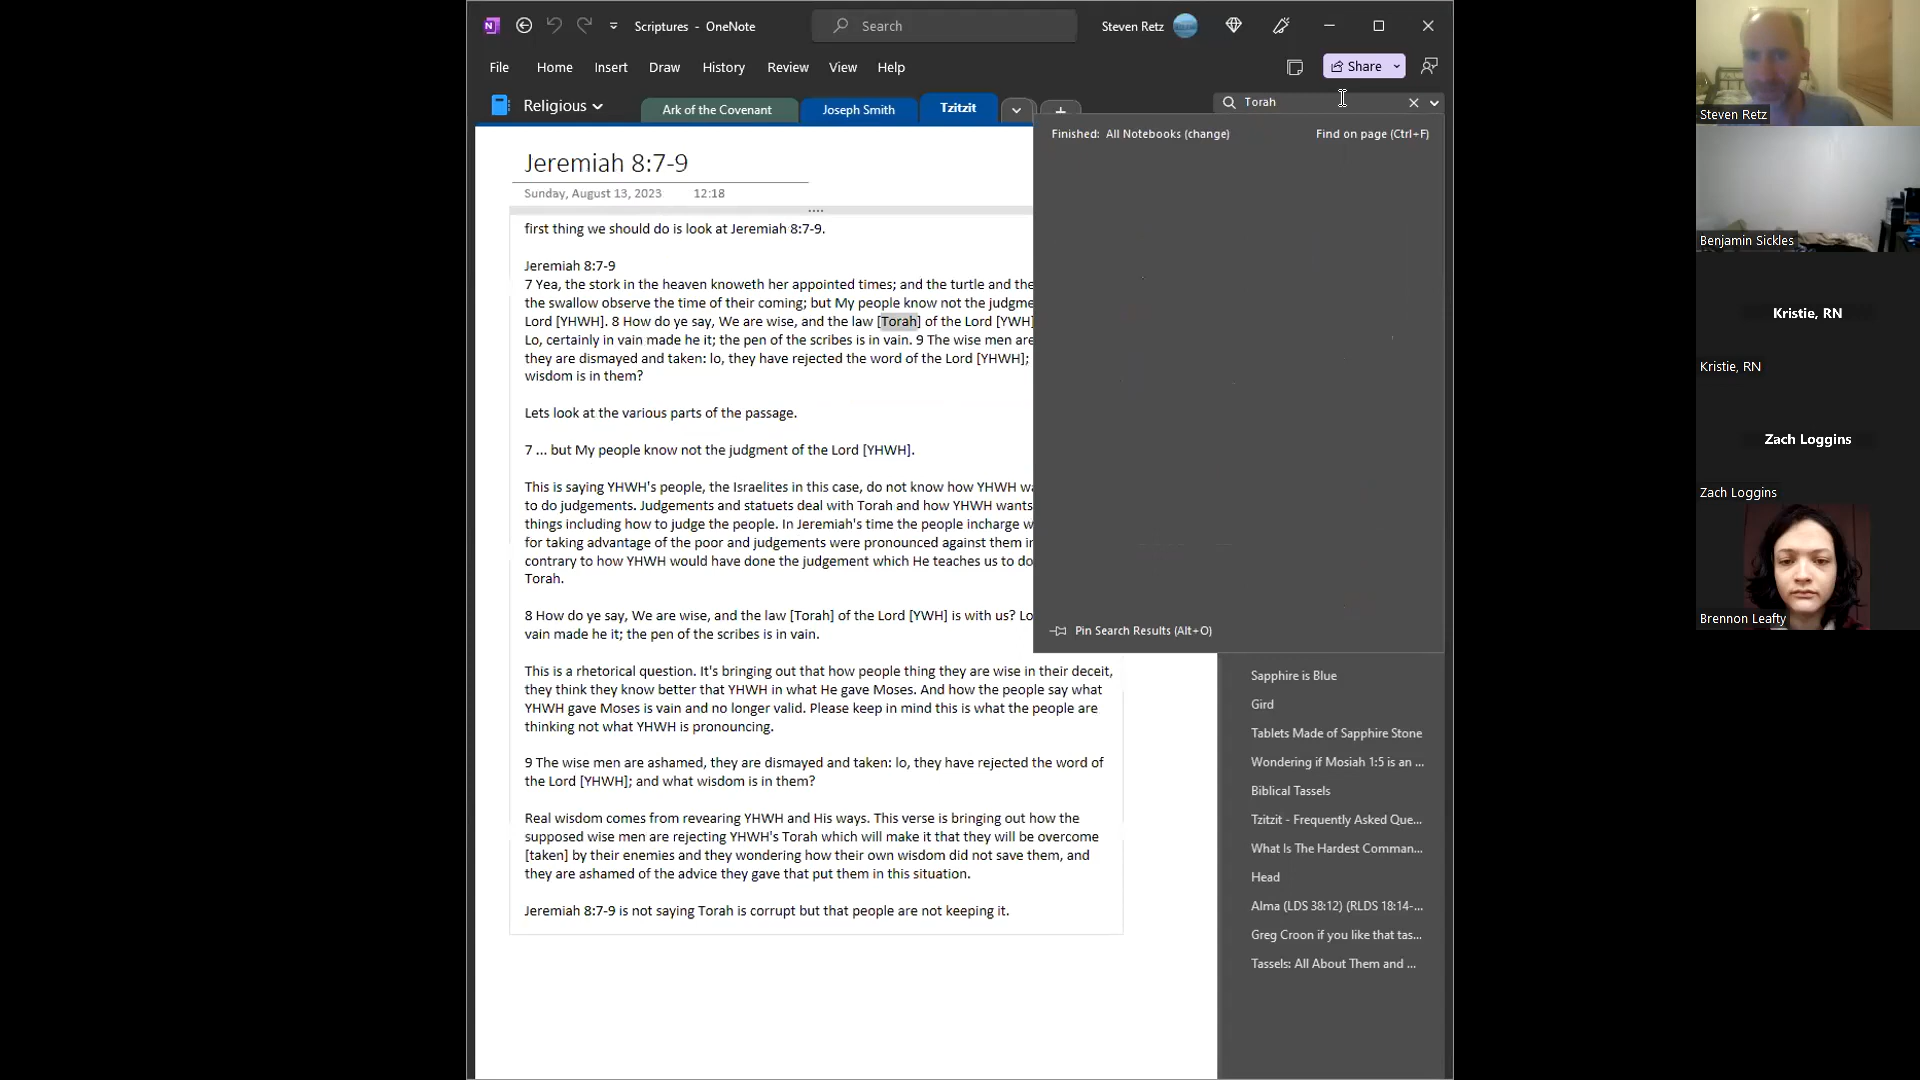 Scriptures - OneNote
Search
Steven Retz
File Home Insert Draw History Review View Help
Share
Religious
Ark of the Covenant
Joseph Smith
Tzitzit
Torah
Finished: All Notebooks (change)
Find on page (Ctrl+F)
Pin Search Results (Alt+O)
Jeremiah 8:7-9
Sunday, August 13, 2023 12:18
first thing we should do is look at Jeremiah 8:7-9.
Jeremiah 8:7-9
7 Yea, the stork in the heaven knoweth her appointed times; and the turtle and the
the swallow observe the time of their coming; but My people know not the judgme
Lord [YHWH]. 8 How do ye say, We are wise, and the law [Torah] of the Lord [YWH]
Lo, certainly in vain made he it; the pen of the scribes is in vain. 9 The wise men are
they are dismayed and taken: lo, they have rejected the word of the Lord [YHWH];
wisdom is in them?
Lets look at the various parts of the passage.
7 ... but My people know not the judgment of the Lord [YHWH].
This is saying YHWH's people, the Israelites in this case, do not know how YHWH wa
to do judgements. Judgements and statuets deal with Torah and how YHWH wants
things including how to judge the people. In Jeremiah's time the people incharge w
for taking advantage of the poor and judgements were pronounced against them in
contrary to how YHWH would have done the judgement which He teaches us to do
Torah.
8 How do ye say, We are wise, and the law [Torah] of the Lord [YWH] is with us? Lo
vain made he it; the pen of the scribes is in vain.
This is a rhetorical question. It's bringing out that how people thing they are wise in their deceit,
they think they know better that YHWH in what He gave Moses. And how the people say what
YHWH gave Moses is vain and no longer valid. Please keep in mind this is what the people are
thinking not what YHWH is pronouncing.
9 The wise men are ashamed, they are dismayed and taken: lo, they have rejected the word of
the Lord [YHWH]; and what wisdom is in them?
Real wisdom comes from revearing YHWH and His ways. This verse is bringing out how the
supposed wise men are rejecting YHWH's Torah which will make it that they will be overcome
[taken] by their enemies and they wondering how their own wisdom did not save them, and
they are ashamed of the advice they gave that put them in this situation.
Jeremiah 8:7-9 is not saying Torah is corrupt but that people are not keeping it.
Sapphire is Blue
Gird
Tablets Made of Sapphire Stone
Wondering if Mosiah 1:5 is an ...
Biblical Tassels
Tzitzit - Frequently Asked Que...
What Is The Hardest Comman...
Head
Alma (LDS 38:12) (RLDS 18:14-...
Greg Croon if you like that tas...
Tassels: All About Them and ...
Steven Retz
Benjamin Sickles
Kristie, RN
Kristie, RN
Zach Loggins
Zach Loggins
Brennon Leafty